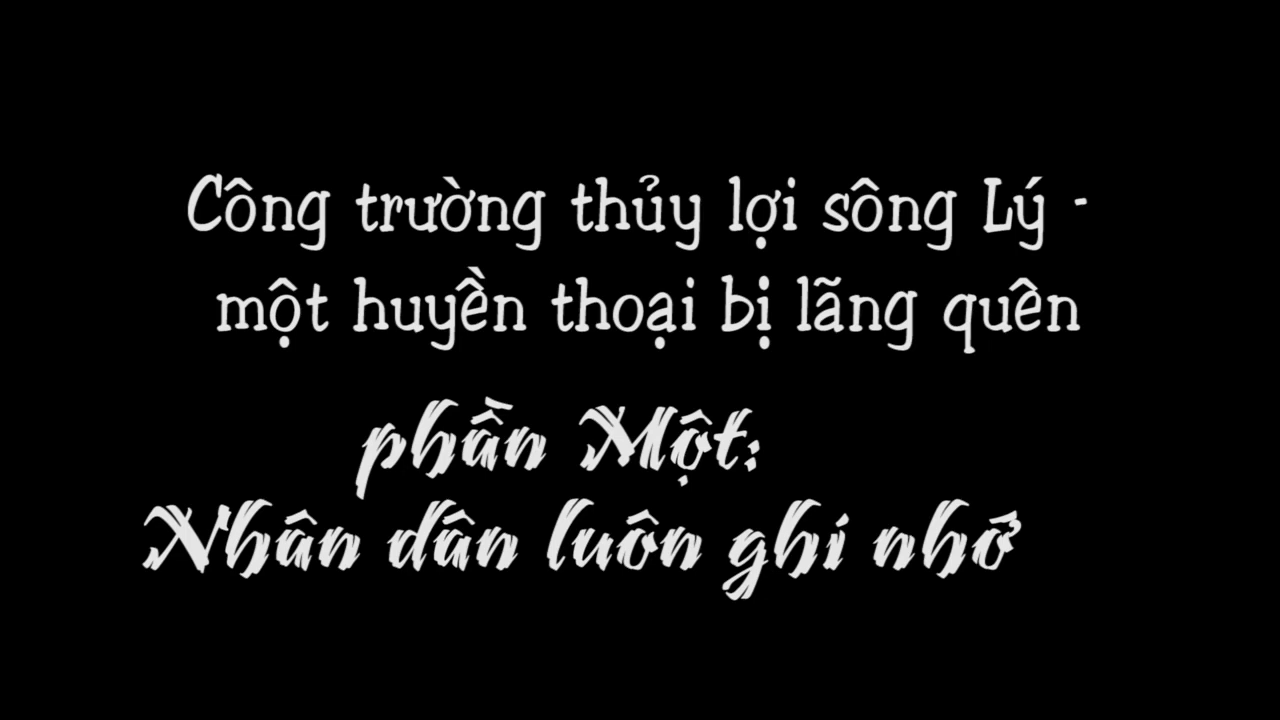 Công trường thủy lợi sông Lý -
một huyền thoại bị lãng quên
phần Một:
Nhân dân luôn ghi nhớ